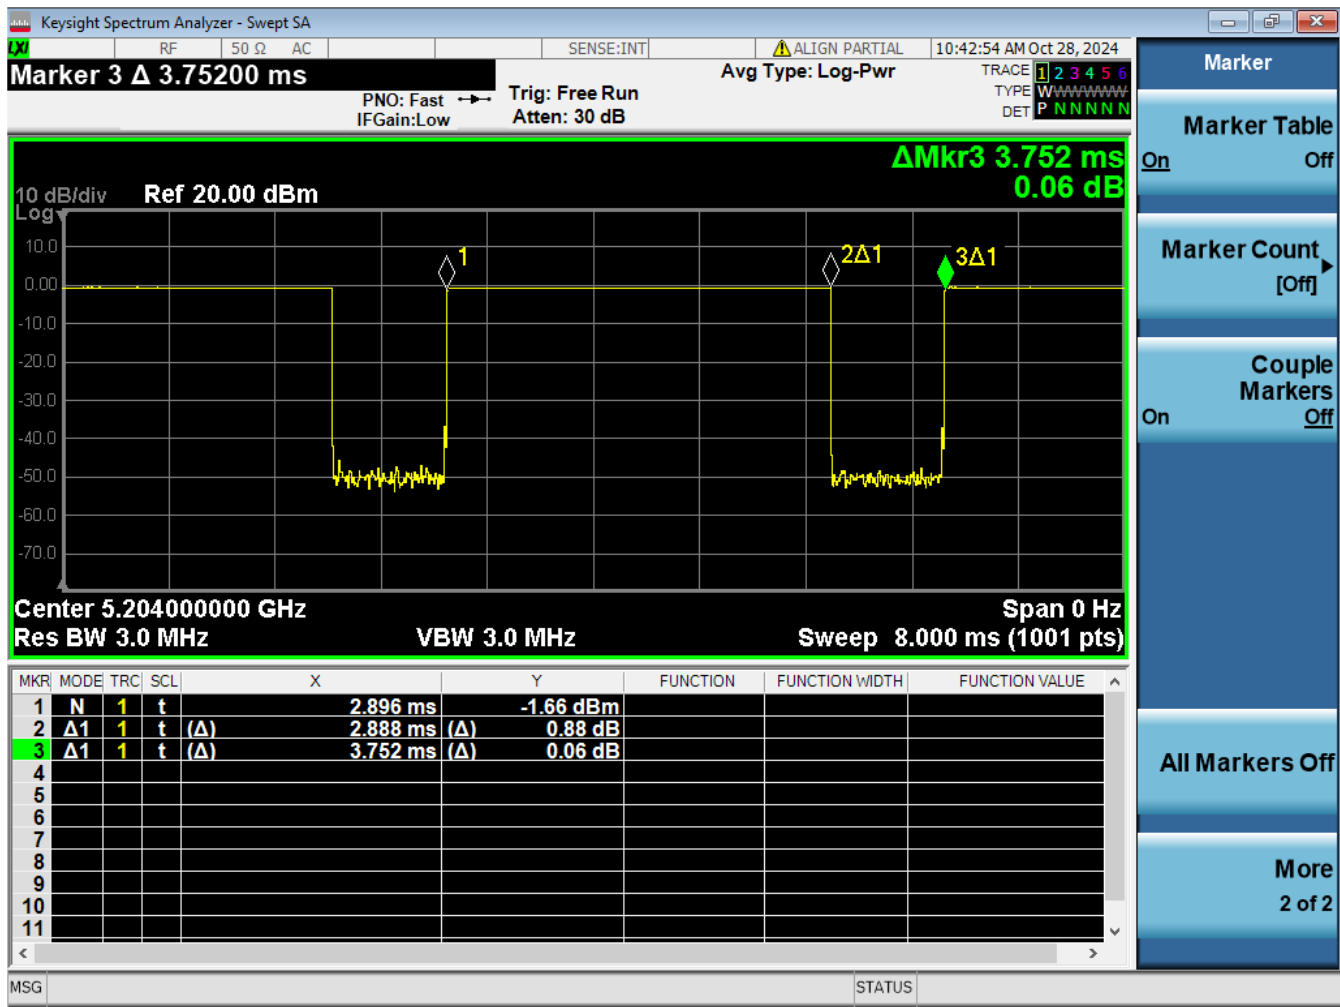 Keysight Spectrum Analyzer - Swept SA
LXI RF 50 Ω AC SENSE:INT ALIGN PARTIAL 10:42:54 AM Oct 28, 2024
Marker 3 Δ 3.75200 ms
PNO: Fast
IFGain:Low
Trig: Free Run
Atten: 30 dB
Avg Type: Log-Pwr
TRACE 1 2 3 4 5 6
TYPE WWWWWW
DET P N N N N N
ΔMkr3 3.752 ms
0.06 dB
10 dB/div Ref 20.00 dBm
Log
10.0
0.00
-10.0
-20.0
-30.0
-40.0
-50.0
-60.0
-70.0
1
2Δ1
3Δ1
Center 5.204000000 GHz Span 0 Hz
Res BW 3.0 MHz VBW 3.0 MHz Sweep 8.000 ms (1001 pts)
MKR MODE TRC SCL X Y FUNCTION FUNCTION WIDTH FUNCTION VALUE
1 N 1 t 2.896 ms -1.66 dBm
2 Δ1 1 t (Δ) 2.888 ms (Δ) 0.88 dB
3 Δ1 1 t (Δ) 3.752 ms (Δ) 0.06 dB
4
5
6
7
8
9
10
11
MSG STATUS
Marker
Marker Table
On Off
Marker Count
[Off]
Couple
Markers
On Off
All Markers Off
More
2 of 2